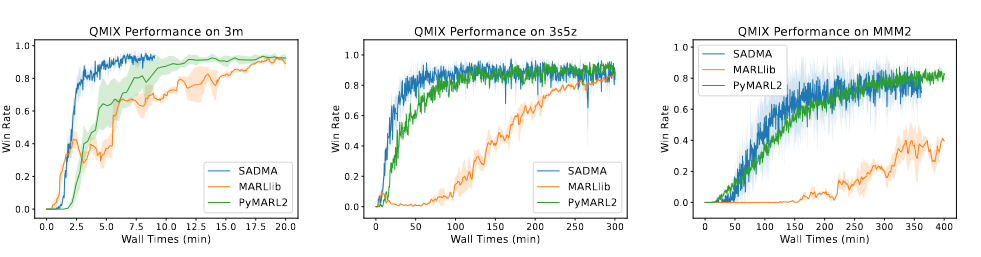 QMIX Performance on 3m
1.0
0.8
0.6
0.4
0.2
0.0
Win Rate
SADMA
MARLlib
PyMARL2
0.0 2.5 5.0 7.5 10.0 12.5 15.0 17.5 20.0
Wall Times (min)
QMIX Performance on 3s5z
1.0
0.8
0.6
0.4
0.2
0.0
Win Rate
SADMA
MARLlib
PyMARL2
0 50 100 150 200 250 300
Wall Times (min)
QMIX Performance on MMM2
1 0
0.8
0.6
0.4
0.2
0.0
Win Rate
SADMA
MARLlib
PyMARL2
0 50 100 150 200 250 300 350 400
Wall Times (min)